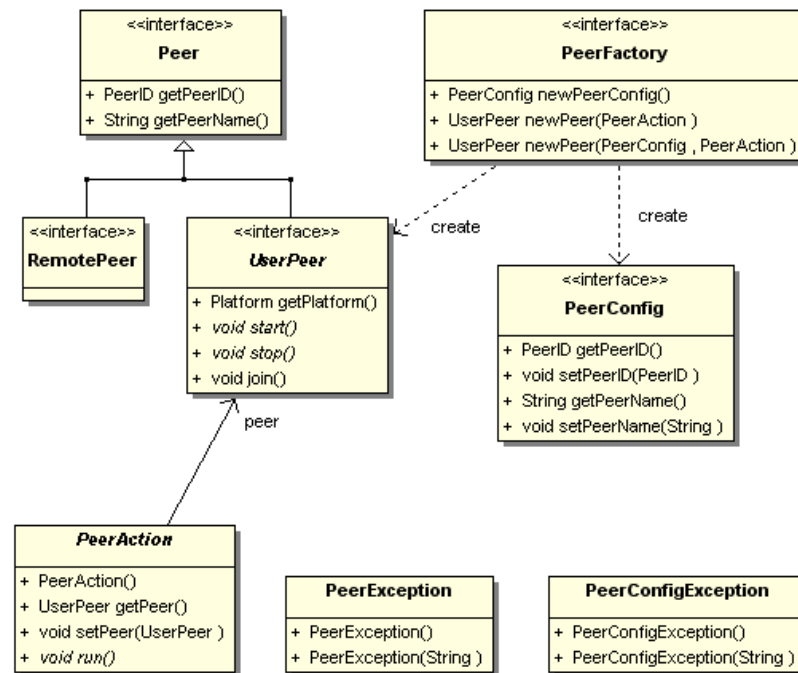 <<interface>>
Peer
+ PeerID getPeerID()
+ String getPeerName()
<<interface>>
PeerFactory
+ PeerConfig newPeerConfig()
+ UserPeer newPeer(PeerAction )
+ UserPeer newPeer(PeerConfig , PeerAction )
<<interface>>
RemotePeer
<<interface>>
UserPeer
+ Platform getPlatform()
+ void start()
+ void stop()
+ void join()
create
create
<<interface>>
PeerConfig
+ PeerID getPeerID()
+ void setPeerID(PeerID )
+ String getPeerName()
+ void setPeerName(String )
peer
PeerAction
+ PeerAction()
+ UserPeer getPeer()
+ void setPeer(UserPeer )
+ void run()
PeerException
+ PeerException()
+ PeerException(String )
PeerConfigException
+ PeerConfigException()
+ PeerConfigException(String )